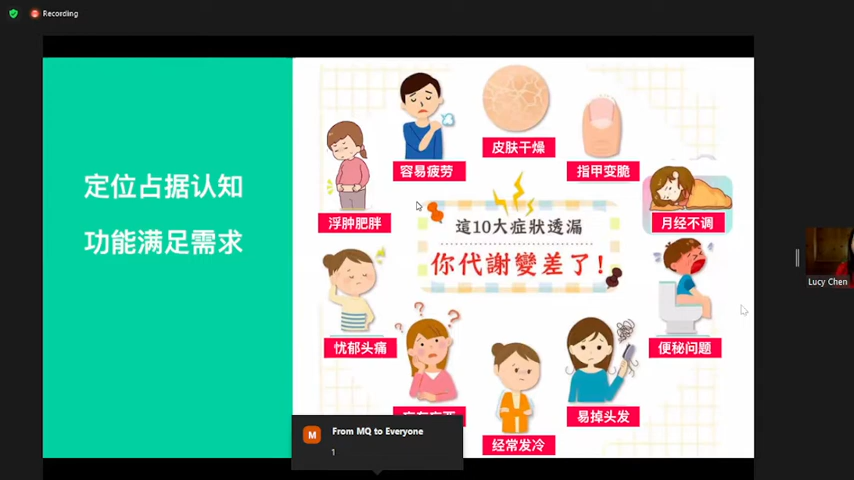 Recording
定位占据认知
功能满足需求
皮肤干燥
容易疲劳
指甲变脆
浮肿肥胖
月经不调
這10大症狀透漏
你代謝變差了!
忧郁头痛
便秘问题
易掉头发
经常发冷
Lucy Chen
M
From MQ to Everyone
1